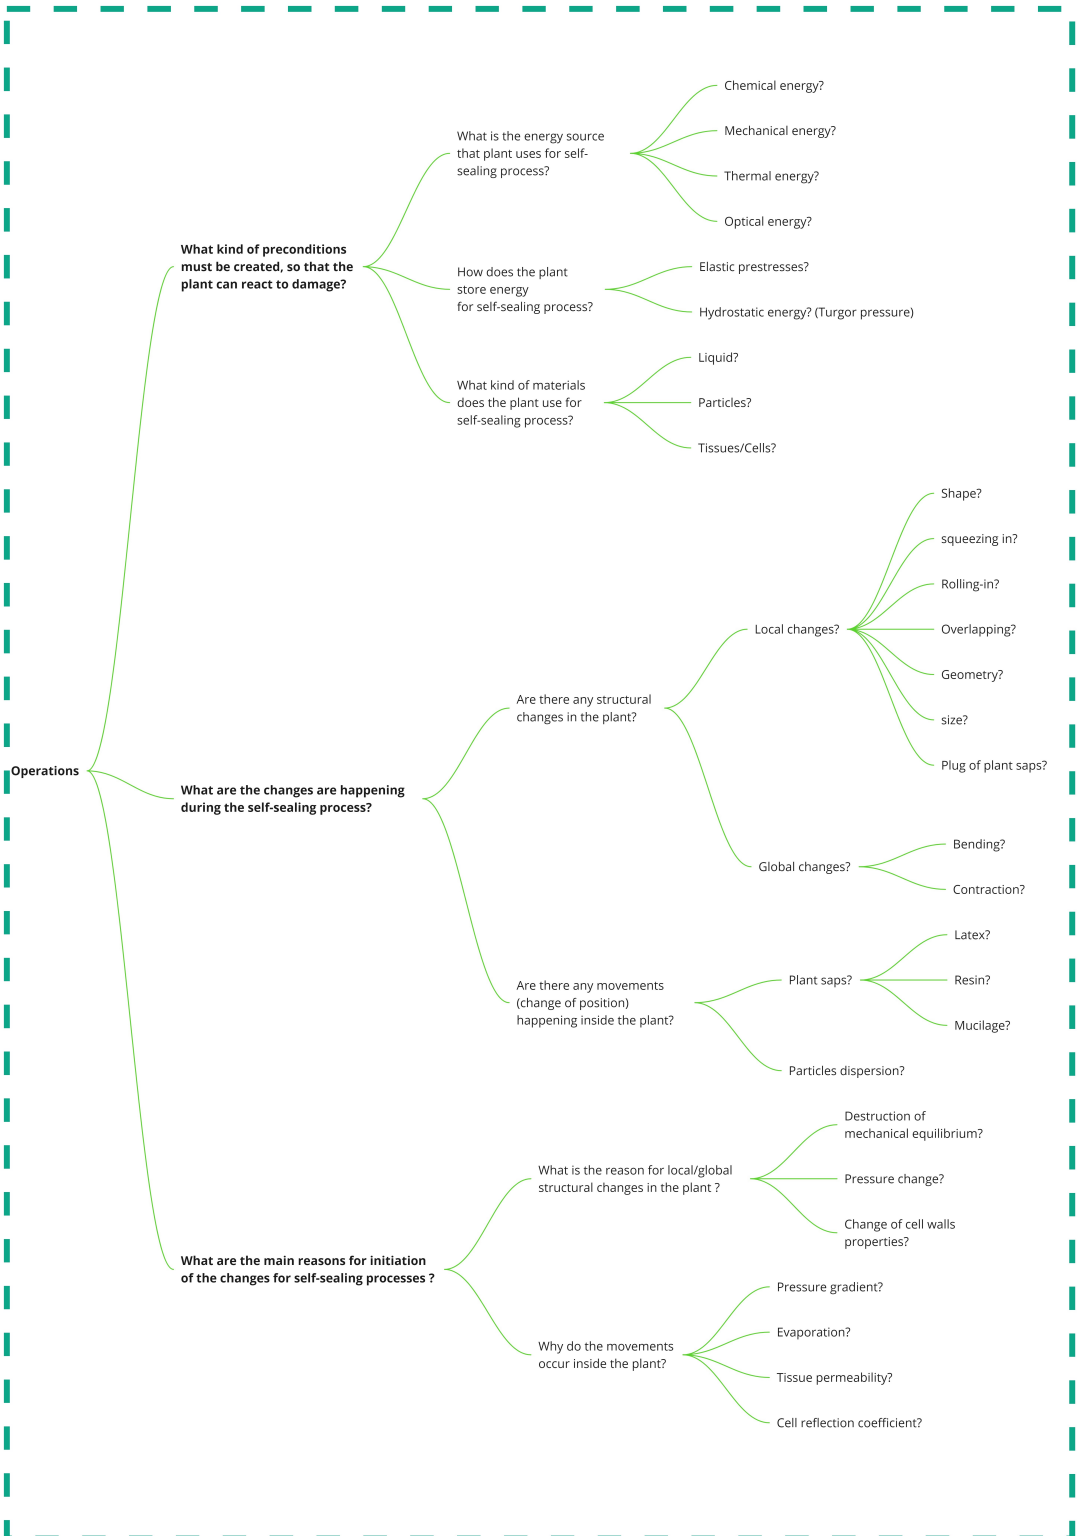 Chemical energy?
What is the energy source
that plant uses for self-
sealing process?
Mechanical energy?
Thermal energy?
Optical energy?
What kind of preconditions
must be created, so that the
plant can react to damage?
How does the plant
store energy
for self-sealing process?
Elastic prestresses?
Hydrostatic energy? (Turgor pressure)
What kind of materials
does the plant use for
self-sealing process?
Liquid?
Particles?
Tissues/Cells?
Shape?
squeezing in?
Rolling-in?
Local changes?
Overlapping?
Geometry?
size?
Plug of plant saps?
Are there any structural
changes in the plant?
Operations
What are the changes are happening
during the self-sealing process?
Global changes?
Bending?
Contraction?
Are there any movements
(change of position)
happening inside the plant?
Plant saps?
Latex?
Resin?
Mucilage?
Particles dispersion?
What is the reason for local/global
structural changes in the plant ?
Destruction of
mechanical equilibrium?
Pressure change?
Change of cell walls
properties?
What are the main reasons for initiation
of the changes for self-sealing processes ?
Why do the movements
occur inside the plant?
Pressure gradient?
Evaporation?
Tissue permeability?
Cell reflection coefficient?